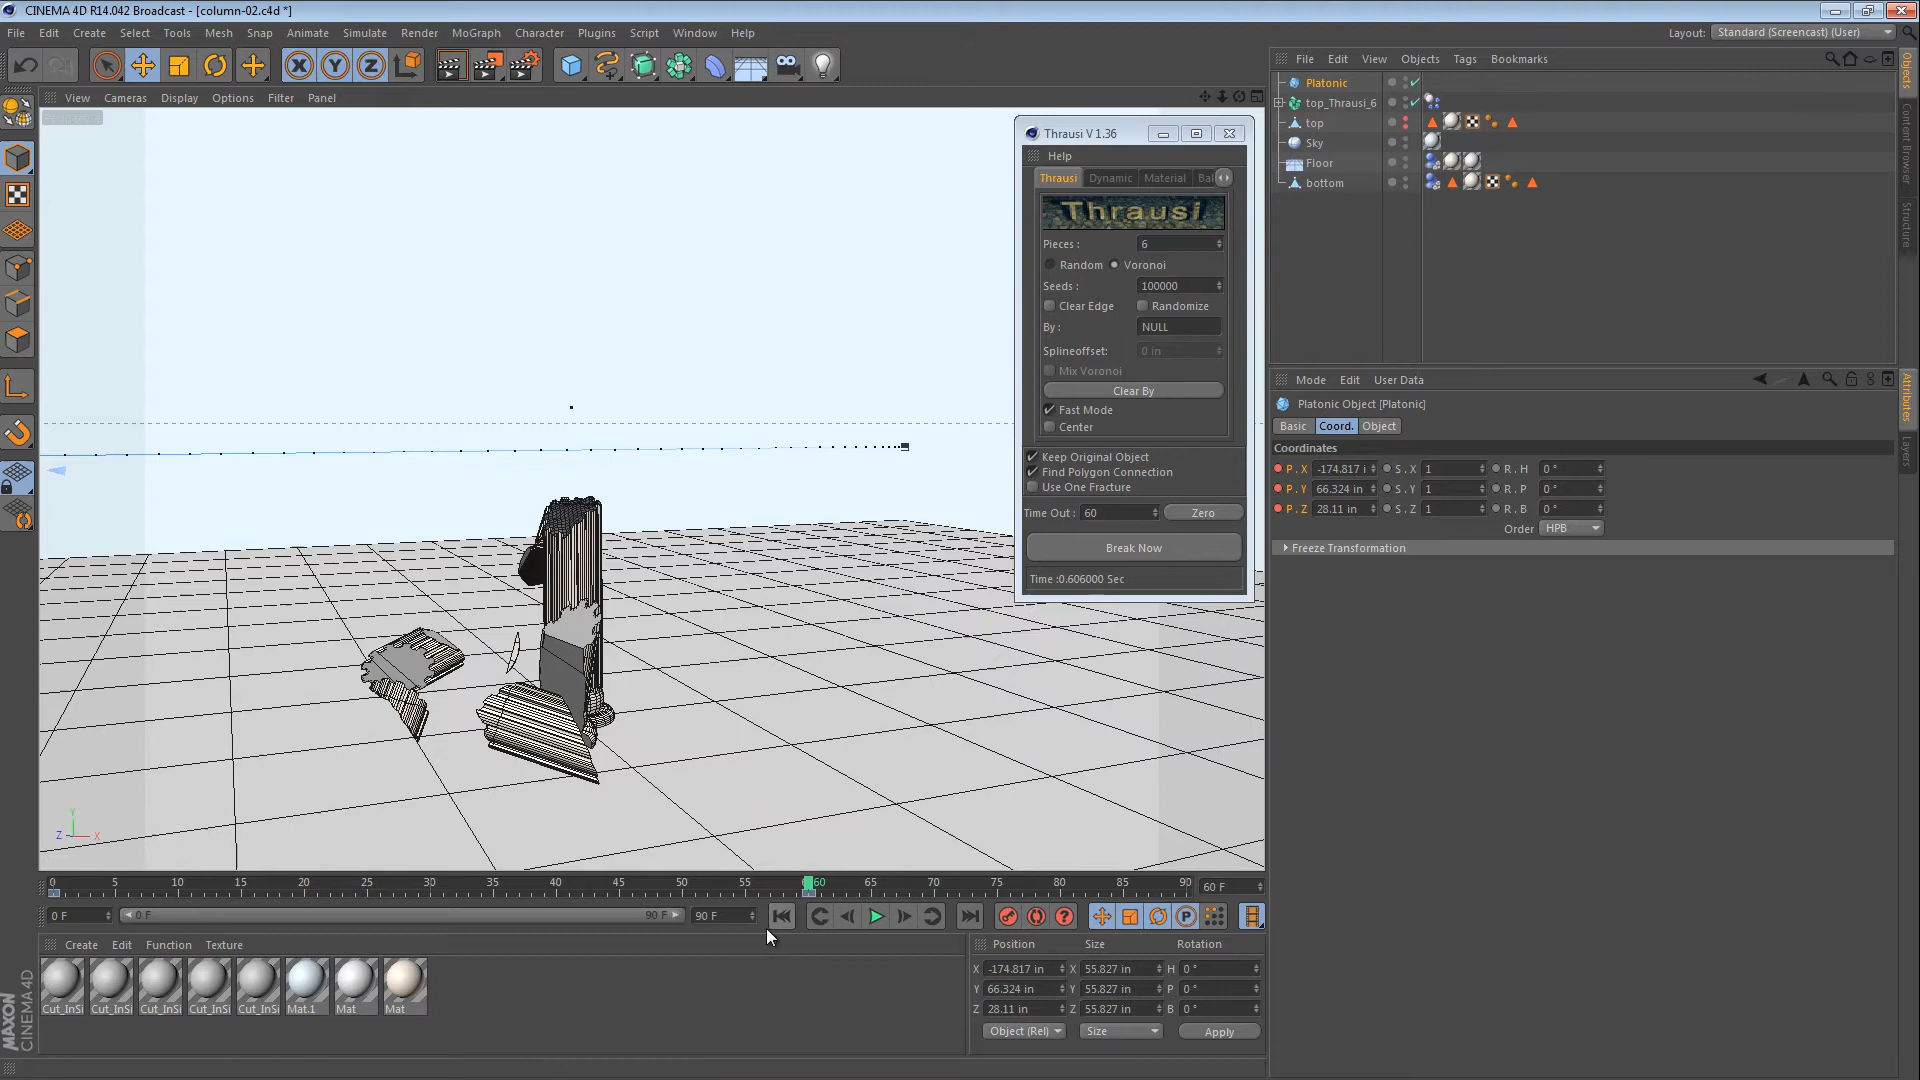 CINEMA 4D R14.042 Broadcast - [column-02.c4d *]
File Edit Create Select Tools Mesh Snap Animate Simulate Render MoGraph Character Plugins Script Window Help
Layout: Standard (Screencast) (User)
View Cameras Display Options Filter Panel
Thrausi V 1.36
Help
Thrausi Dynamic Material Bal
Thrausi
Pieces : 6
Random Voronoi
Seeds : 100000
Clear Edge Randomize
By : NULL
Splineoffset: 0 in
Mix Voronoi
Clear By
Fast Mode
Center
Keep Original Object
Find Polygon Connection
Use One Fracture
Time Out : 60 Zero
Break Now
Time :0.606000 Sec
File Edit View Objects Tags Bookmarks
Platonic
top_Thrausi_6
top
Sky
Floor
bottom
Objects
Content Browser
Structure
Mode Edit User Data
Platonic Object [Platonic]
Basic Coord. Object
Coordinates
P . X -174.817 i S . X 1 R . H 0 °
P . Y 66.324 in S . Y 1 R . P 0 °
P . Z 28.11 in S . Z 1 R . B 0 °
Order HPB
Freeze Transformation
Attributes
Layers
Y
Z X
0 5 10 15 20 25 30 35 40 45 50 55 60 65 70 75 80 85 90 60 F
0 F 0 F 90 F 90 F
Create Edit Function Texture
Cut_InSi Cut_InSi Cut_InSi Cut_InSi Cut_InSi Mat.1 Mat Mat
Position Size Rotation
X -174.817 in X 55.827 in H 0 °
Y 66.324 in Y 55.827 in P 0 °
Z 28.11 in Z 55.827 in B 0 °
Object (Rel) Size Apply
MAXON
CINEMA 4D